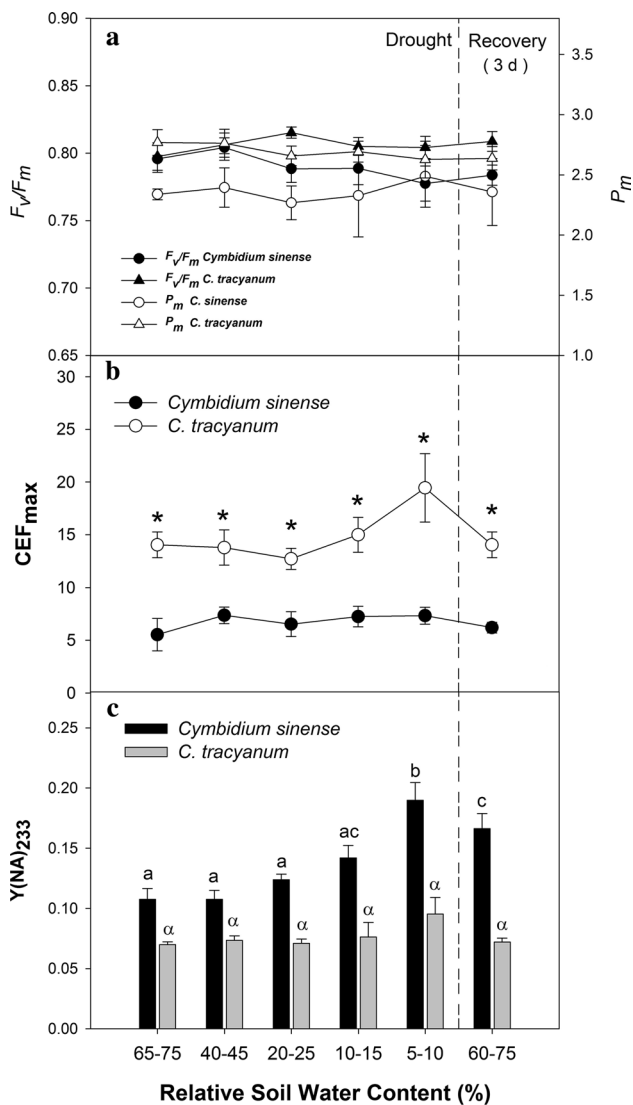 a
Drought
Recovery
( 3 d )
0.90
0.85
0.80
0.75
0.70
0.65
Fv/Fm
3.5
3.0
2.5
2.0
1.5
1.0
Pm
Fv/Fm Cymbidium sinense
Fv/Fm C. tracyanum
Pm C. sinense
Pm C. tracyanum
b
30
25
20
15
10
5
0
CEFmax
Cymbidium sinense
C. tracyanum
* * * * * *
c
0.25
0.20
0.15
0.10
0.05
0.00
Y(NA)233
Cymbidium sinense
C. tracyanum
a α a α a α ac α b α c α
65-75 40-45 20-25 10-15 5-10 60-75
Relative Soil Water Content (%)